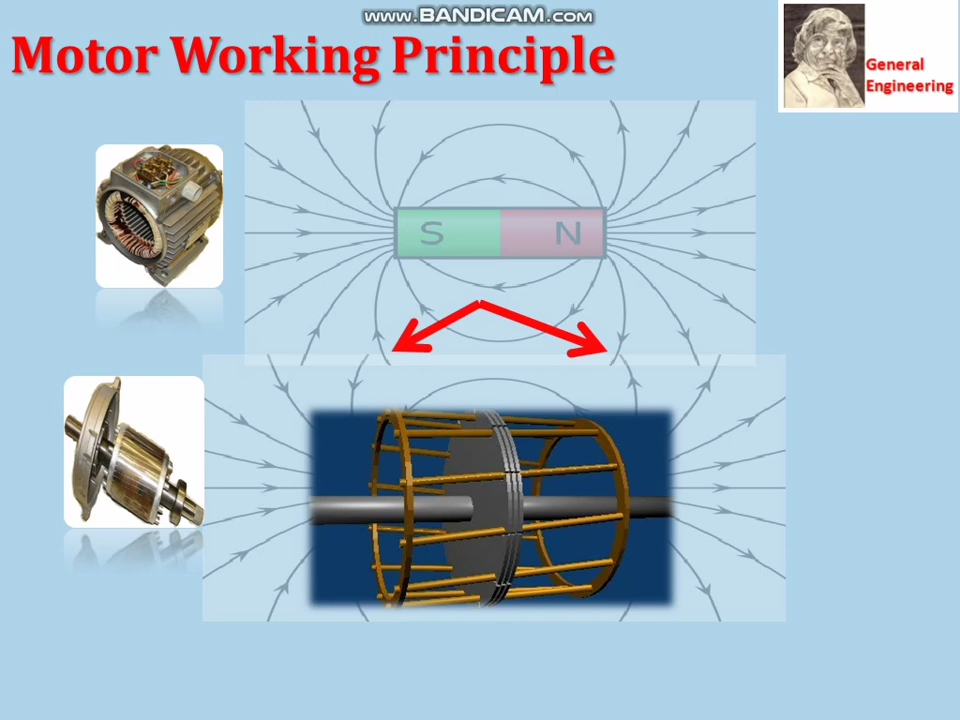 www.BANDICAM.com
Motor Working Principle
General
Engineering
S N